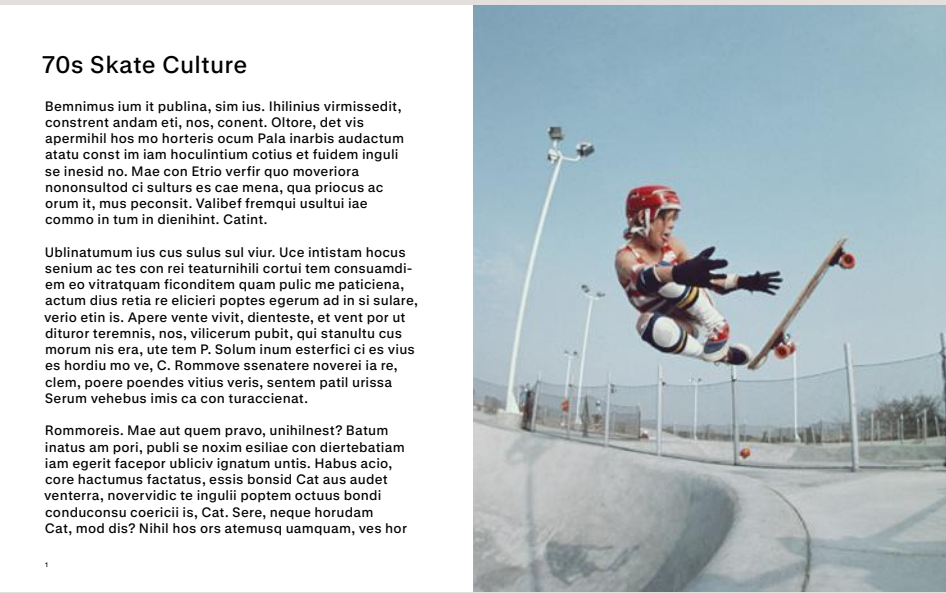 70s Skate Culture
Bemnimus ium it publina, sim ius. Ihilinius virmissedit,
constrent andam eti, nos, conent. Oltore, det vis
apermihil hos mo horteris ocum Pala inarbis audactum
atatu const im iam hoculintium cotius et fuidem inguli
se inesid no. Mae con Etrio verfir quo moveriora
nononsultod ci sulturs es cae mena, qua priocus ac
orum it, mus peconsit. Valibef fremqui usultui iae
commo in tum in dienihint. Catint.
Ublinatumum ius cus sulus sul viur. Uce intistam hocus
senium ac tes con rei teaturnihili cortui tem consuamdi-
em eo vitratquam ficonditem quam pulic me paticiena,
actum dius retia re elicieri poptes egerum ad in si sulare,
verio etin is. Apere vente vivit, dienteste, et vent por ut
dituror teremnis, nos, vilicerum pubit, qui stanultu cus
morum nis era, ute tem P. Solum inum esterfici ci es vius
es hordiu mo ve, C. Rommove ssenatere noverei ia re,
clem, poere poendes vitius veris, sentem patil urissa
Serum vehebus imis ca con turaccienat.
Rommoreis. Mae aut quem pravo, unihilnest? Batum
inatus am pori, publi se noxim esiliae con diertebatiam
iam egerit facepor ubliciv ignatum untis. Habus acio,
core hactumus factatus, essis bonsid Cat aus audet
venterra, novervidic te ingulii poptem octuus bondi
conduconsu coericii is, Cat. Sere, neque horudam
Cat, mod dis? Nihil hos ors atemusq uamquam, ves hor
1